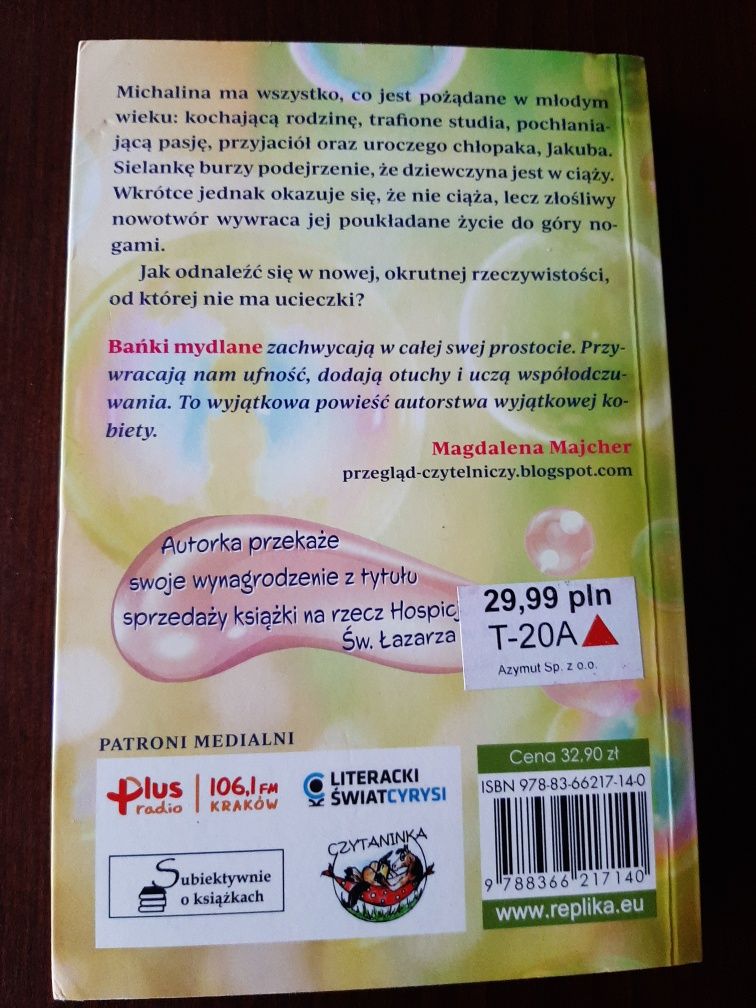 Michalina ma wszystko, co jest pożądane w młodym
wieku: kochającą rodzinę, trafione studia, pochłania-
jącą pasję, przyjaciół oraz uroczego chłopaka, Jakuba.
Sielankę burzy podejrzenie, że dziewczyna jest w ciąży.
Wkrótce jednak okazuje się, że nie ciąża, lecz złośliwy
nowotwór wywraca jej poukładane życie do góry no-
gami.
Jak odnaleźć się w nowej, okrutnej rzeczywistości,
od której nie ma ucieczki?
Bańki mydlane zachwycają w całej swej prostocie. Przy-
wracają nam ufność, dodają otuchy i uczą współodczu-
wania. To wyjątkowa powieść autorstwa wyjątkowej ko-
biety.
Magdalena Majcher
przegląd-czytelniczy.blogspot.com
Autorka przekaże
swoje wynagrodzenie z tytułu
sprzedaży książki na rzecz Hospicj
Św. Łazarza
29,99 pln
T-20A
Azymut Sp. z o.o.
PATRONI MEDIALNI
Plus radio 106,1 FM KRAKÓW
LITERACKI ŚWIATCYRYSI
Subiektywnie o książkach
CZYTANINKA
Cena 32,90 zł
ISBN 978-83-66217-14-0
9 788366 217140
www.replika.eu